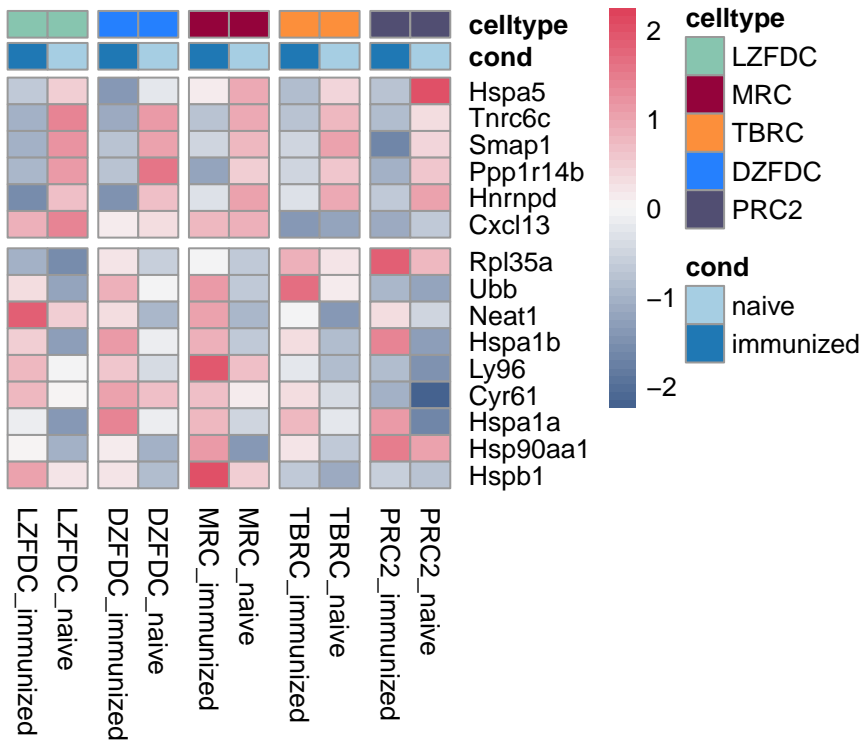 celltype
cond
Hspa5
Tnrc6c
Smap1
Ppp1r14b
Hnrnpd
Cxcl13
Rpl35a
Ubb
Neat1
Hspa1b
Ly96
Cyr61
Hspa1a
Hsp90aa1
Hspb1
LZFDC_immunized
LZFDC_naive
DZFDC_immunized
DZFDC_naive
MRC_immunized
MRC_naive
TBRC_immunized
TBRC_naive
PRC2_immunized
PRC2_naive
2
1
0
−1
−2
celltype
LZFDC
MRC
TBRC
DZFDC
PRC2
cond
naive
immunized